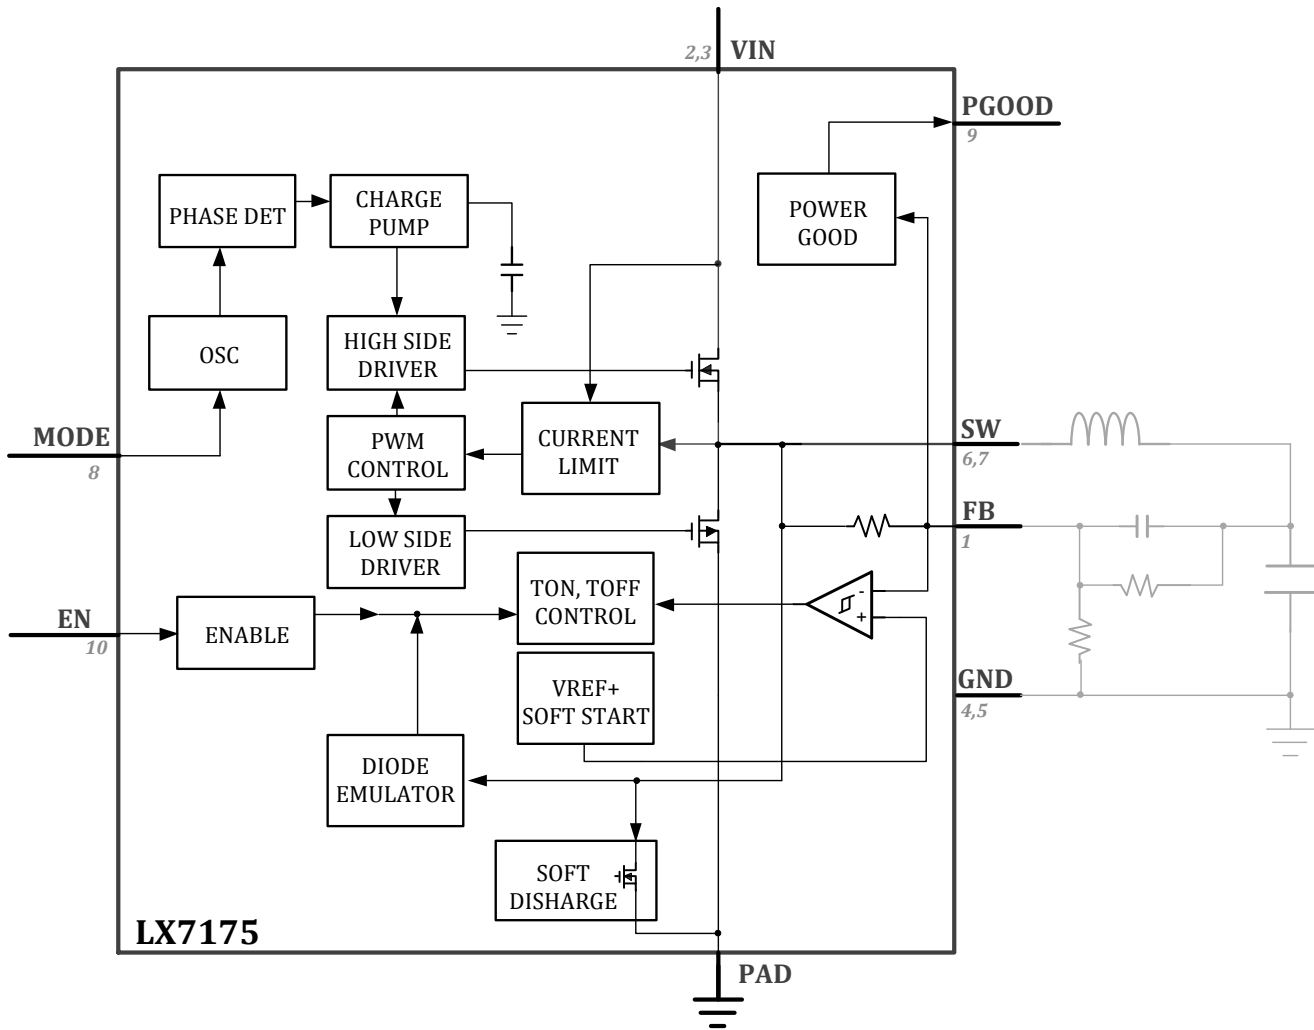 2,3
VIN
PGOOD
9
PHASE DET
CHARGE
PUMP
POWER
GOOD
OSC
HIGH SIDE
DRIVER
MODE
8
PWM
CONTROL
CURRENT
LIMIT
SW
6,7
LOW SIDE
DRIVER
FB
1
TON, TOFF
CONTROL
-
+
EN
10
ENABLE
VREF+
SOFT START
GND
4,5
DIODE
EMULATOR
SOFT
DISHARGE
LX7175
PAD